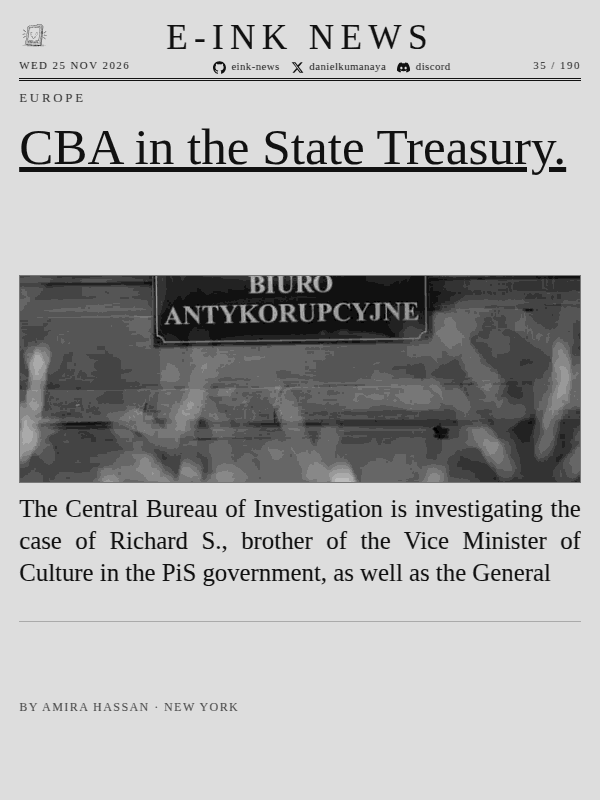 E-INK NEWS
WED 25 NOV 2026
eink-news danielkumanaya discord
35 / 190
EUROPE
CBA in the State Treasury.
BIURO
ANTYKORUPCYJNE
The Central Bureau of Investigation is investigating the
case of Richard S., brother of the Vice Minister of
Culture in the PiS government, as well as the General
BY AMIRA HASSAN · NEW YORK